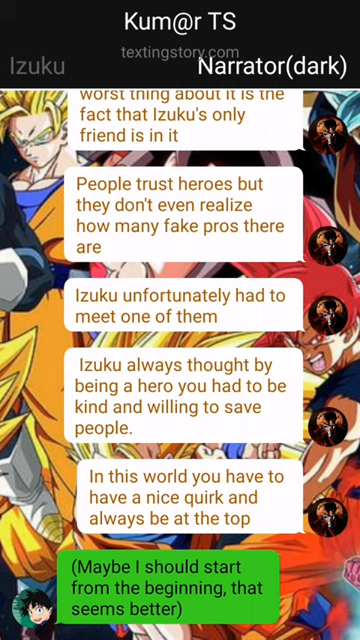 Kum@r TS
textingstory.com
Izuku
Narrator(dark)
worst thing about it is the
fact that Izuku's only
friend is in it
People trust heroes but
they don't even realize
how many fake pros there
are
Izuku unfortunately had to
meet one of them
Izuku always thought by
being a hero you had to be
kind and willing to save
people.
In this world you have to
have a nice quirk and
always be at the top
(Maybe I should start
from the beginning, that
seems better)